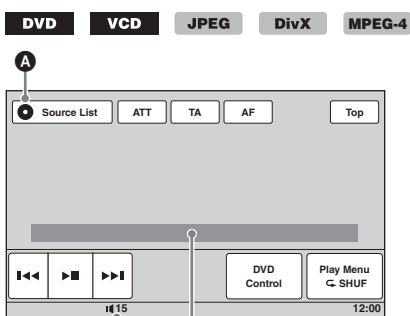 DVD VCD JPEG DivX MPEG-4
A
Source List ATT TA AF Top
DVD Control
Play Menu SHUF
15 12:00